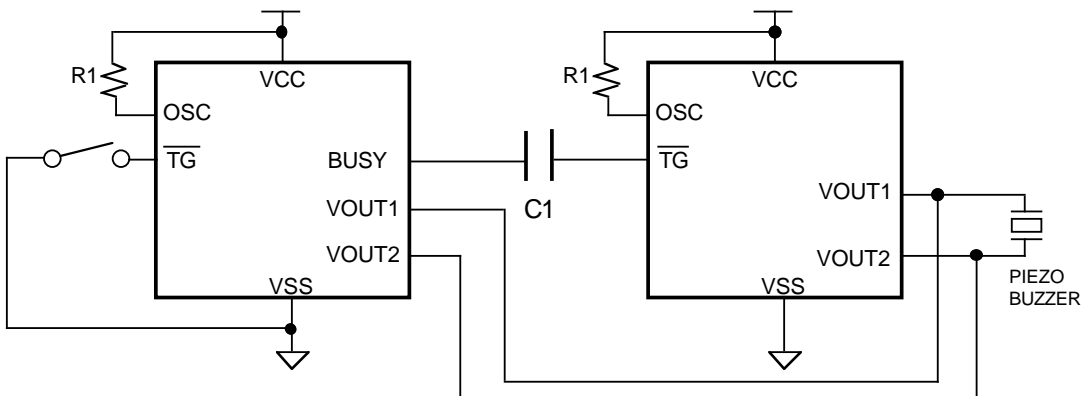 R1
VCC
OSC
TG
BUSY
VOUT1
VOUT2
VSS
C1
R1
VCC
OSC
TG
VOUT1
VOUT2
VSS
PIEZO
BUZZER